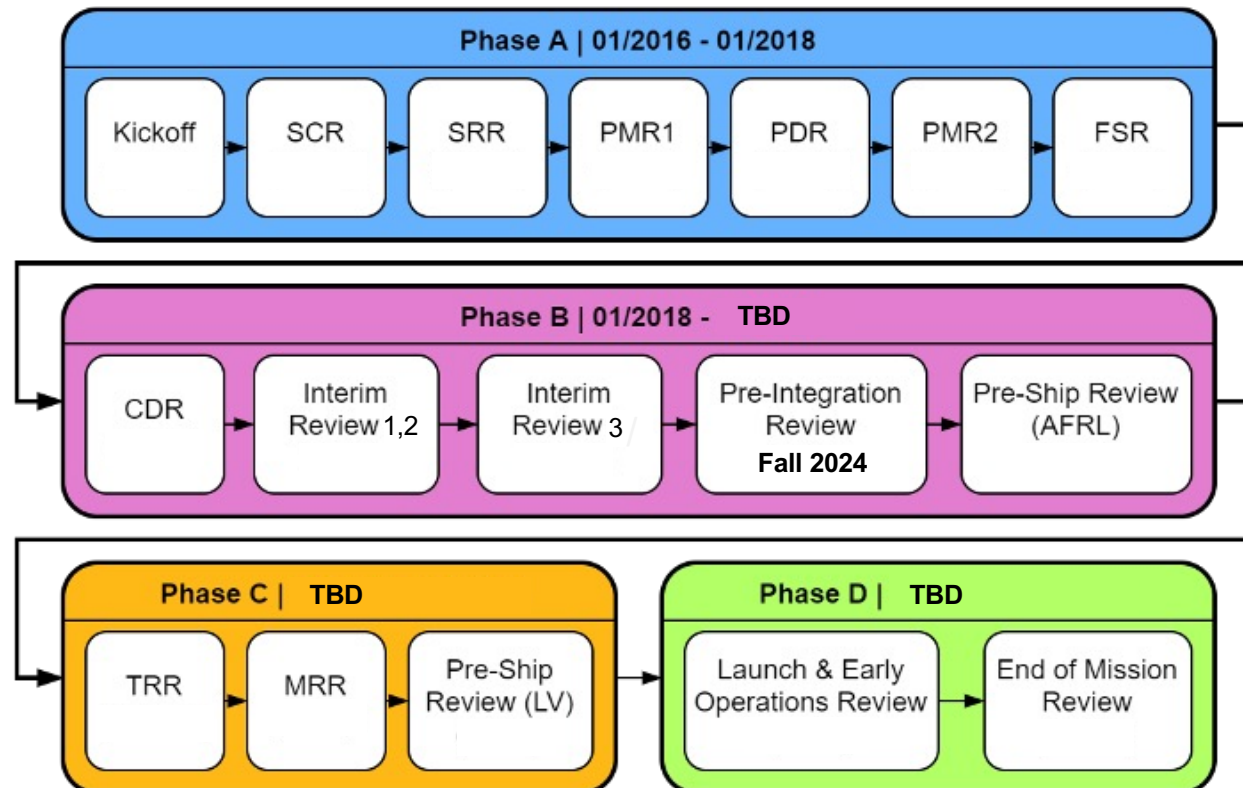 Phase A | 01/2016 - 01/2018
Kickoff
SCR
SRR
PMR1
PDR
PMR2
FSR
Phase B | 01/2018 - TBD
CDR
Interim
Review 1,2
Interim
Review 3
Pre-Integration
Review
Fall 2024
Pre-Ship Review
(AFRL)
Phase C | TBD
TRR
MRR
Pre-Ship
Review (LV)
Phase D | TBD
Launch & Early
Operations Review
End of Mission
Review